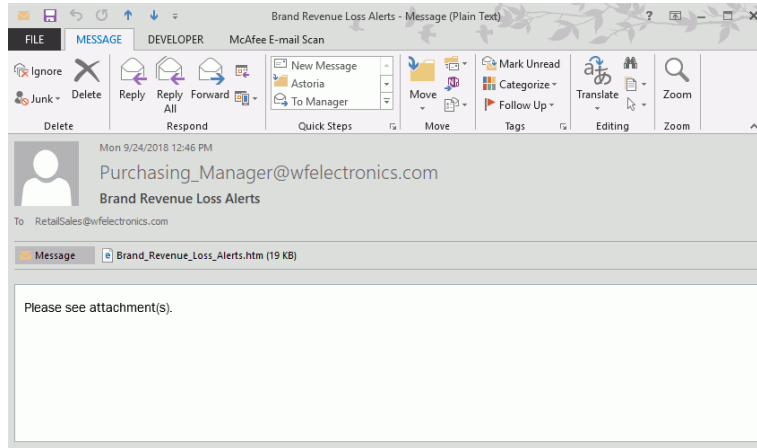 Brand Revenue Loss Alerts - Message (Plain Text)
FILE MESSAGE DEVELOPER McAfee E-mail Scan
Ignore
Junk
Delete
Reply
Reply All
Forward
New Message
Astoria
To Manager
Move
Mark Unread
Categorize
Follow Up
Translate
Zoom
Delete Respond Quick Steps Move Tags Editing Zoom
Mon 9/24/2018 12:46 PM
Purchasing_Manager@wfelectronics.com
Brand Revenue Loss Alerts
To RetailSales@wfelectronics.com
Message Brand_Revenue_Loss_Alerts.htm (19 KB)
Please see attachment(s).